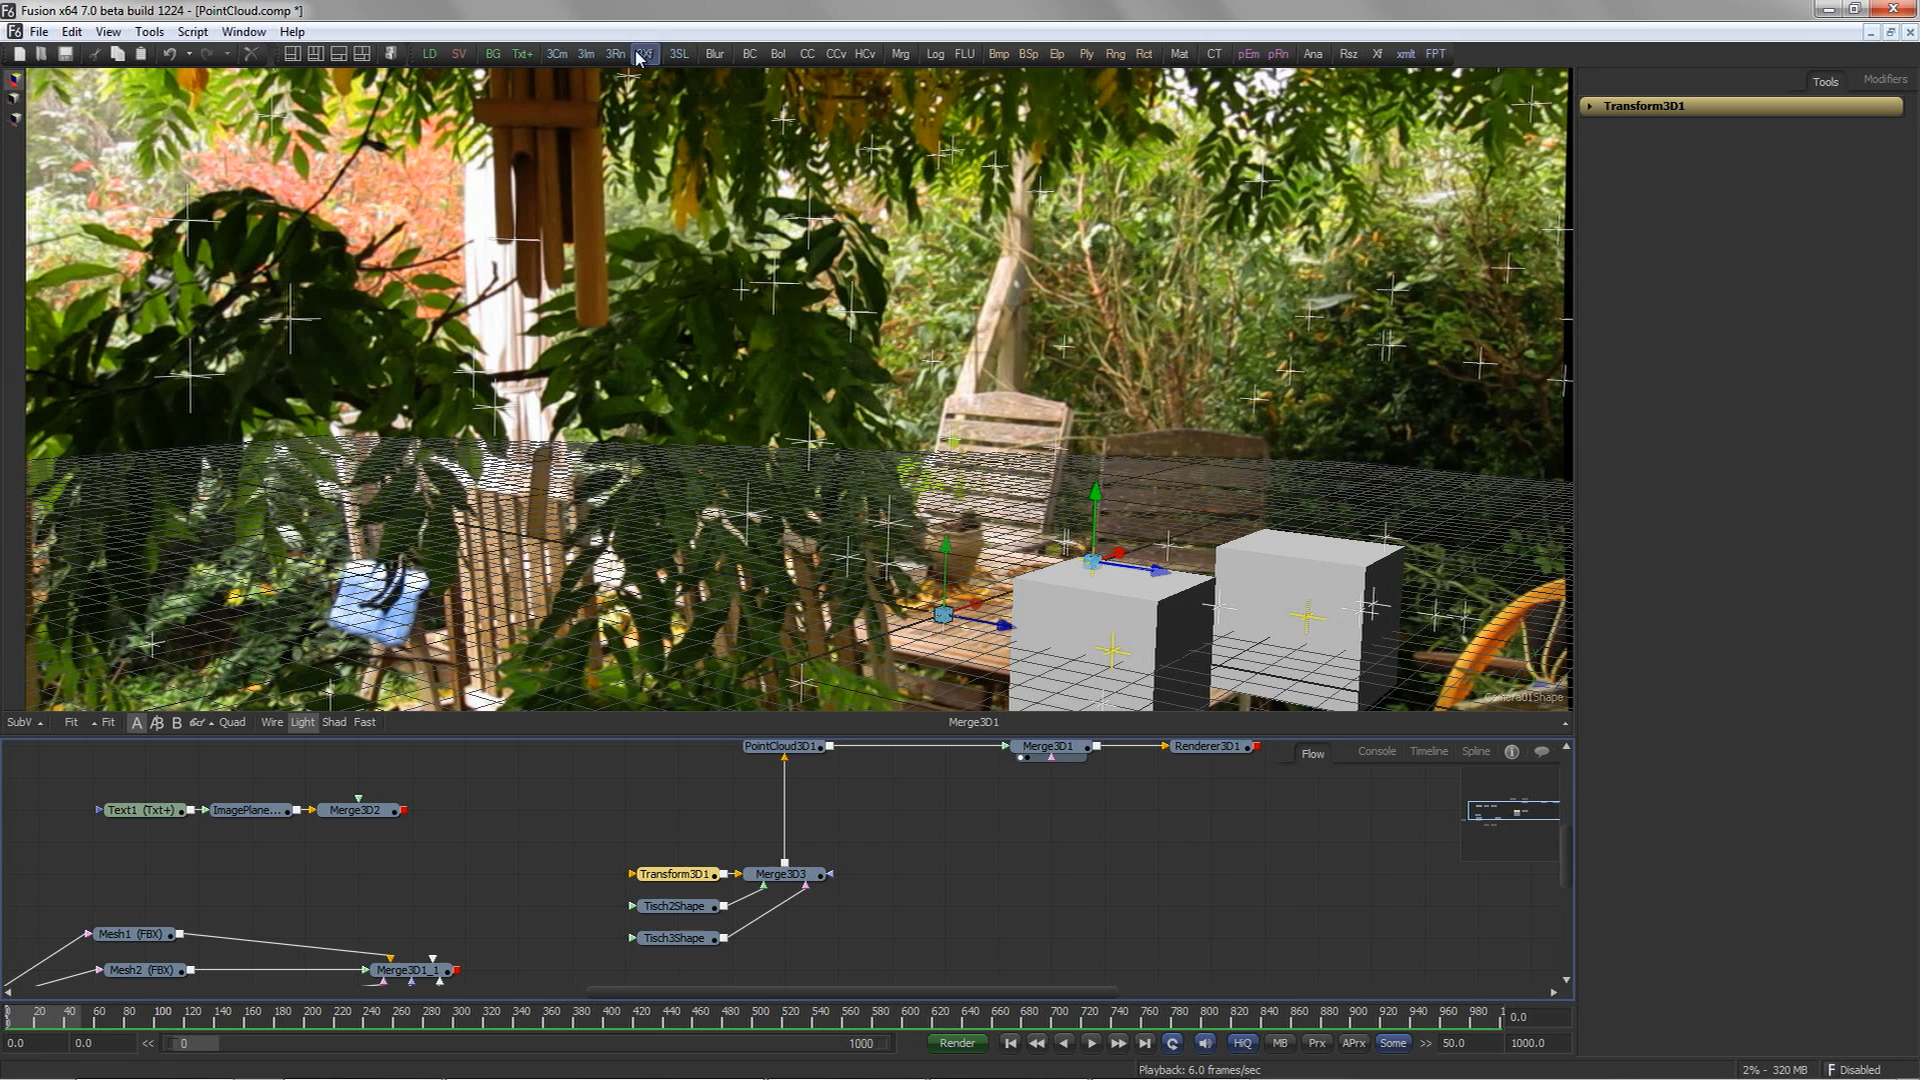 Fusion x64 7.0 beta build 1224 - [PointCloud.comp *]
File Edit View Tools Script Window Help
LD SV BG Txt+ 3Cm 3Im 3Rn 3Xf 3SL Blur BC Bol CC CCv HCv Mrg Log FLU Bmp BSp Elp Ply Rng Rct Mat CT pEm pRn Ana Rsz Xf xmlt FPT
Tools Modifiers
Transform3D1
Camera01Shape
SubV Fit Fit A B Quad Wire Light Shad Fast Merge3D1
PointCloud3D1 Merge3D1 Renderer3D1
Flow Console Timeline Spline
Text1 (Txt+) ImagePlane... Merge3D2
Transform3D1 Merge3D3
Tisch2Shape
Tisch3Shape
Mesh1 (FBX)
Mesh2 (FBX) Merge3D1_1
0 20 40 60 80 100 120 140 160 180 200 220 240 260 280 300 320 340 360 380 400 420 440 460 480 500 520 540 560 580 600 620 640 660 680 700 720 740 760 780 800 820 840 860 880 900 920 940 960 980 0.0
0.0 0.0 << 0 1000 Render HiQ MB Prx APrx Some >> 50.0 1000.0
Playback: 6.0 frames/sec 2% - 320 MB F Disabled